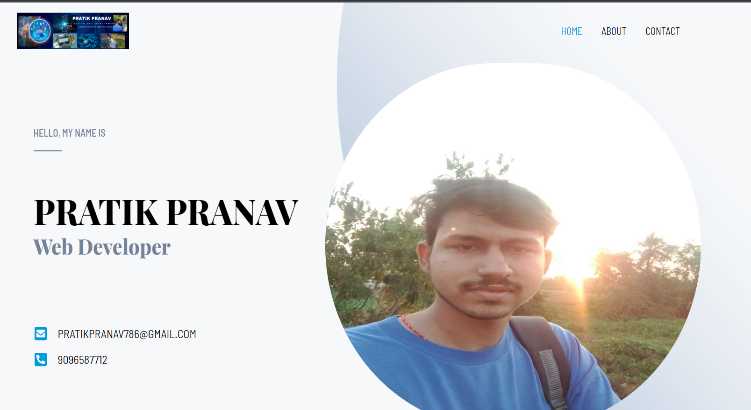 PRATIK PRANAV
HOME ABOUT CONTACT
HELLO, MY NAME IS
PRATIK PRANAV
Web Developer
PRATIKPRANAV786@GMAIL.COM
9096587712